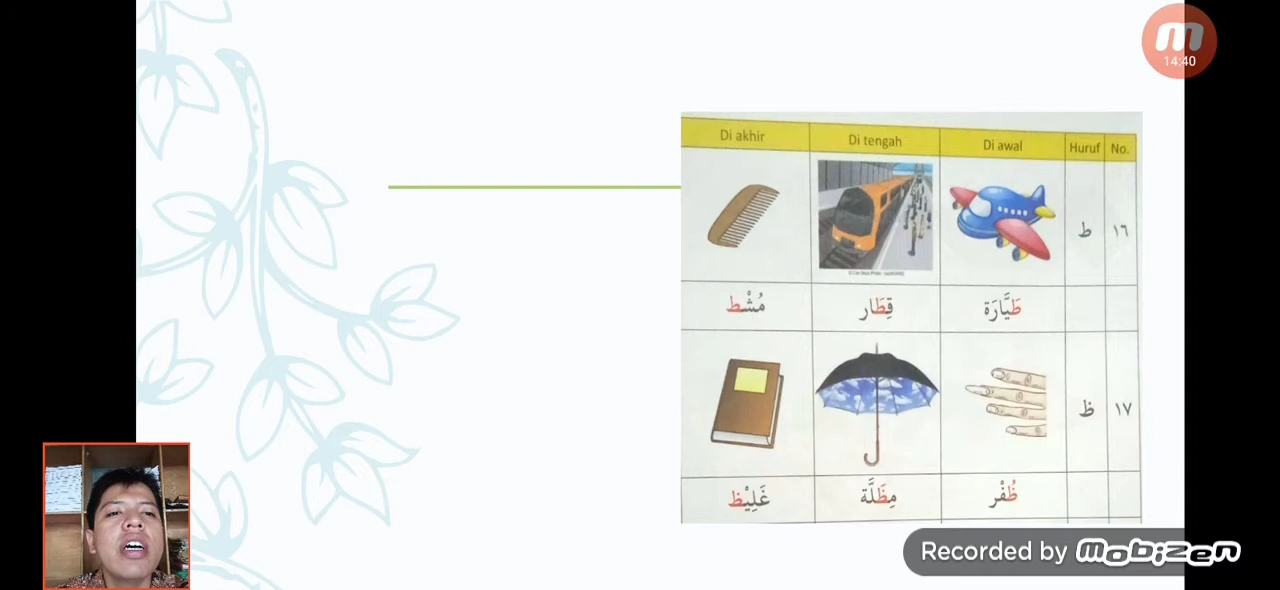 14:40
No. Huruf Di awal Di tengah Di akhir
١٦ ط
طَيَّارَة قِطَار مُشْط
١٧ ظ
ظُفْر مِظَلَّة غَلِيْظ
Recorded by Mobizen